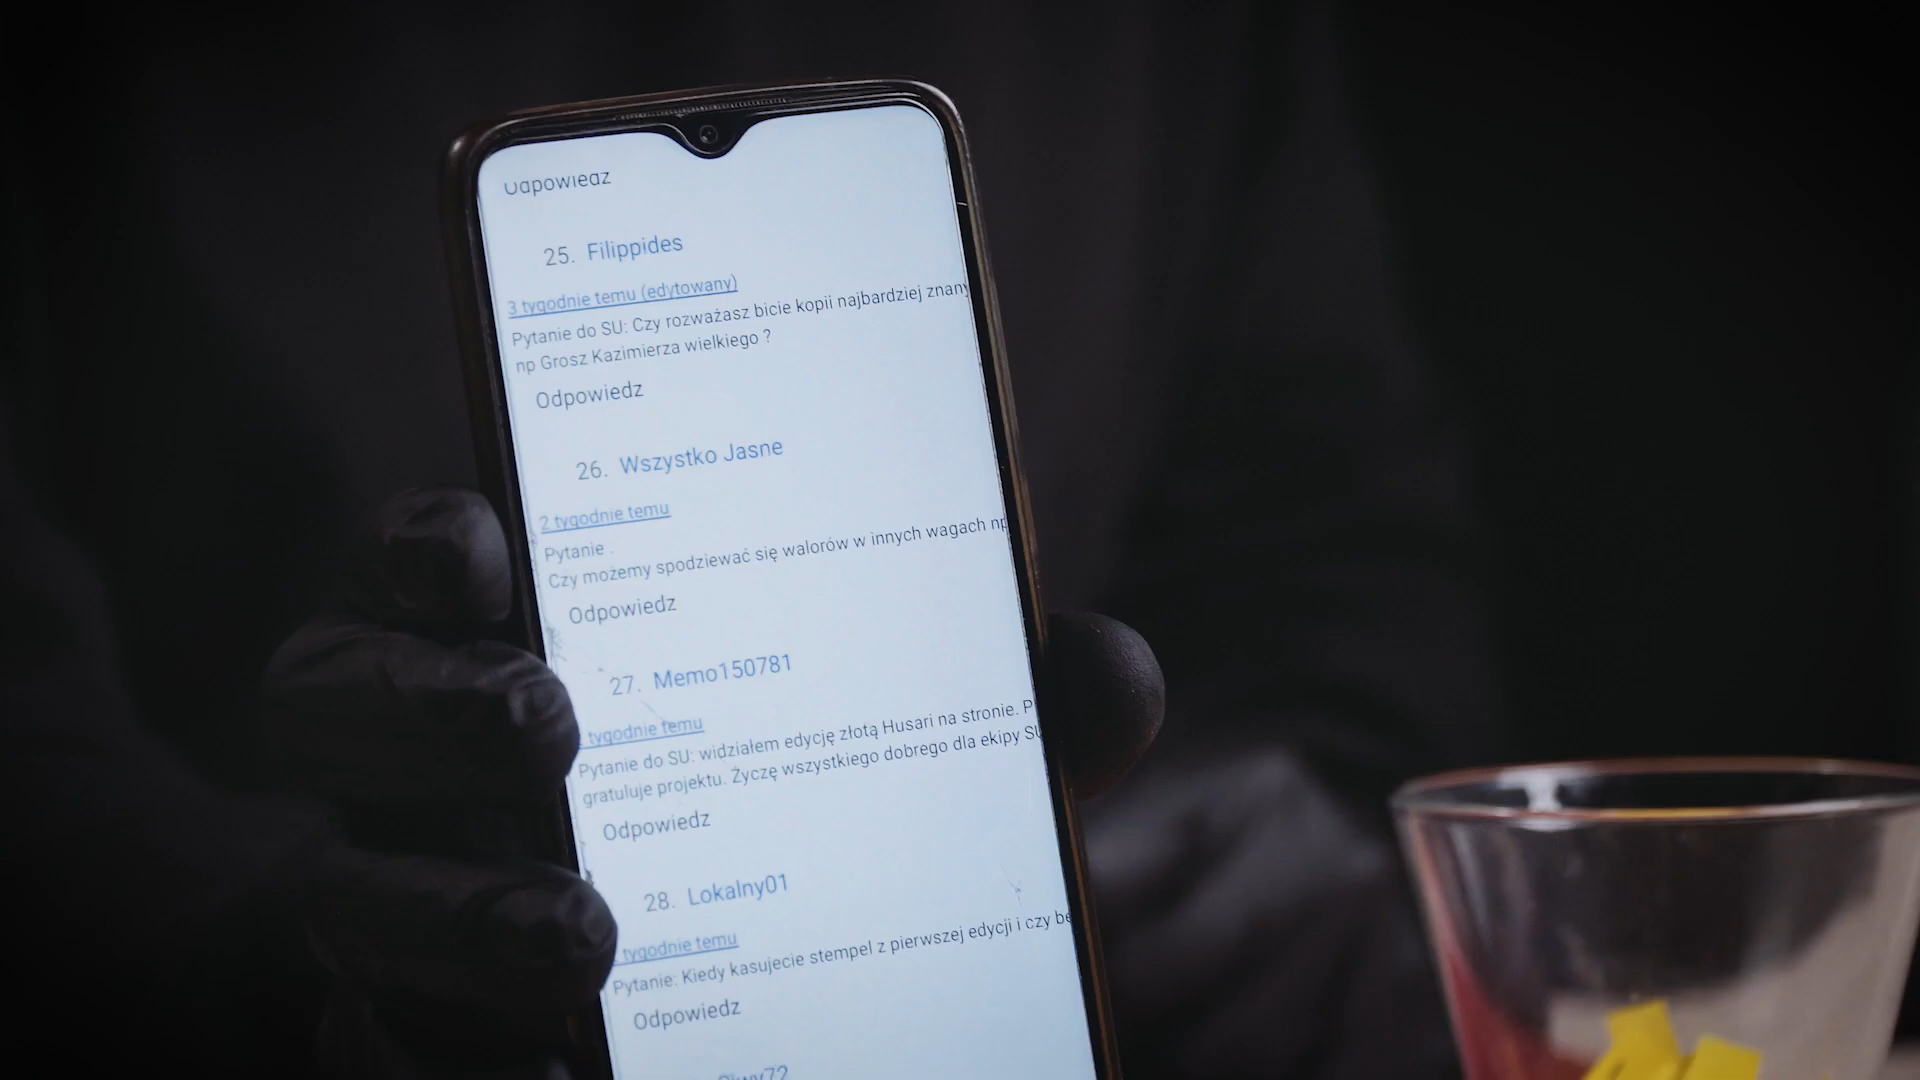 Odpowiedz
25. Filippides
3 tygodnie temu (edytowany)
Pytanie do SU: Czy rozważasz bicie kopii najbardziej znany
np Grosz Kazimierza wielkiego ?
Odpowiedz
26. Wszystko Jasne
2 tygodnie temu
Pytanie .
Czy możemy spodziewać się walorów w innych wagach np
Odpowiedz
27. Memo150781
tygodnie temu
Pytanie do SU: widziałem edycję złotą Husari na stronie. P
gratuluje projektu. Życzę wszystkiego dobrego dla ekipy SU
Odpowiedz
28. Lokalny01
tygodnie temu
Pytanie: Kiedy kasujecie stempel z pierwszej edycji i czy bę
Odpowiedz